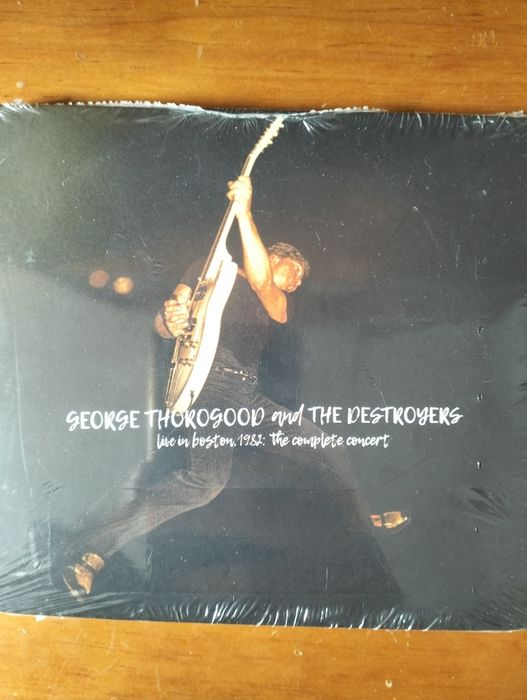 GEORGE THOROGOOD and THE DESTROYERS
live in boston, 1982: the complete concert